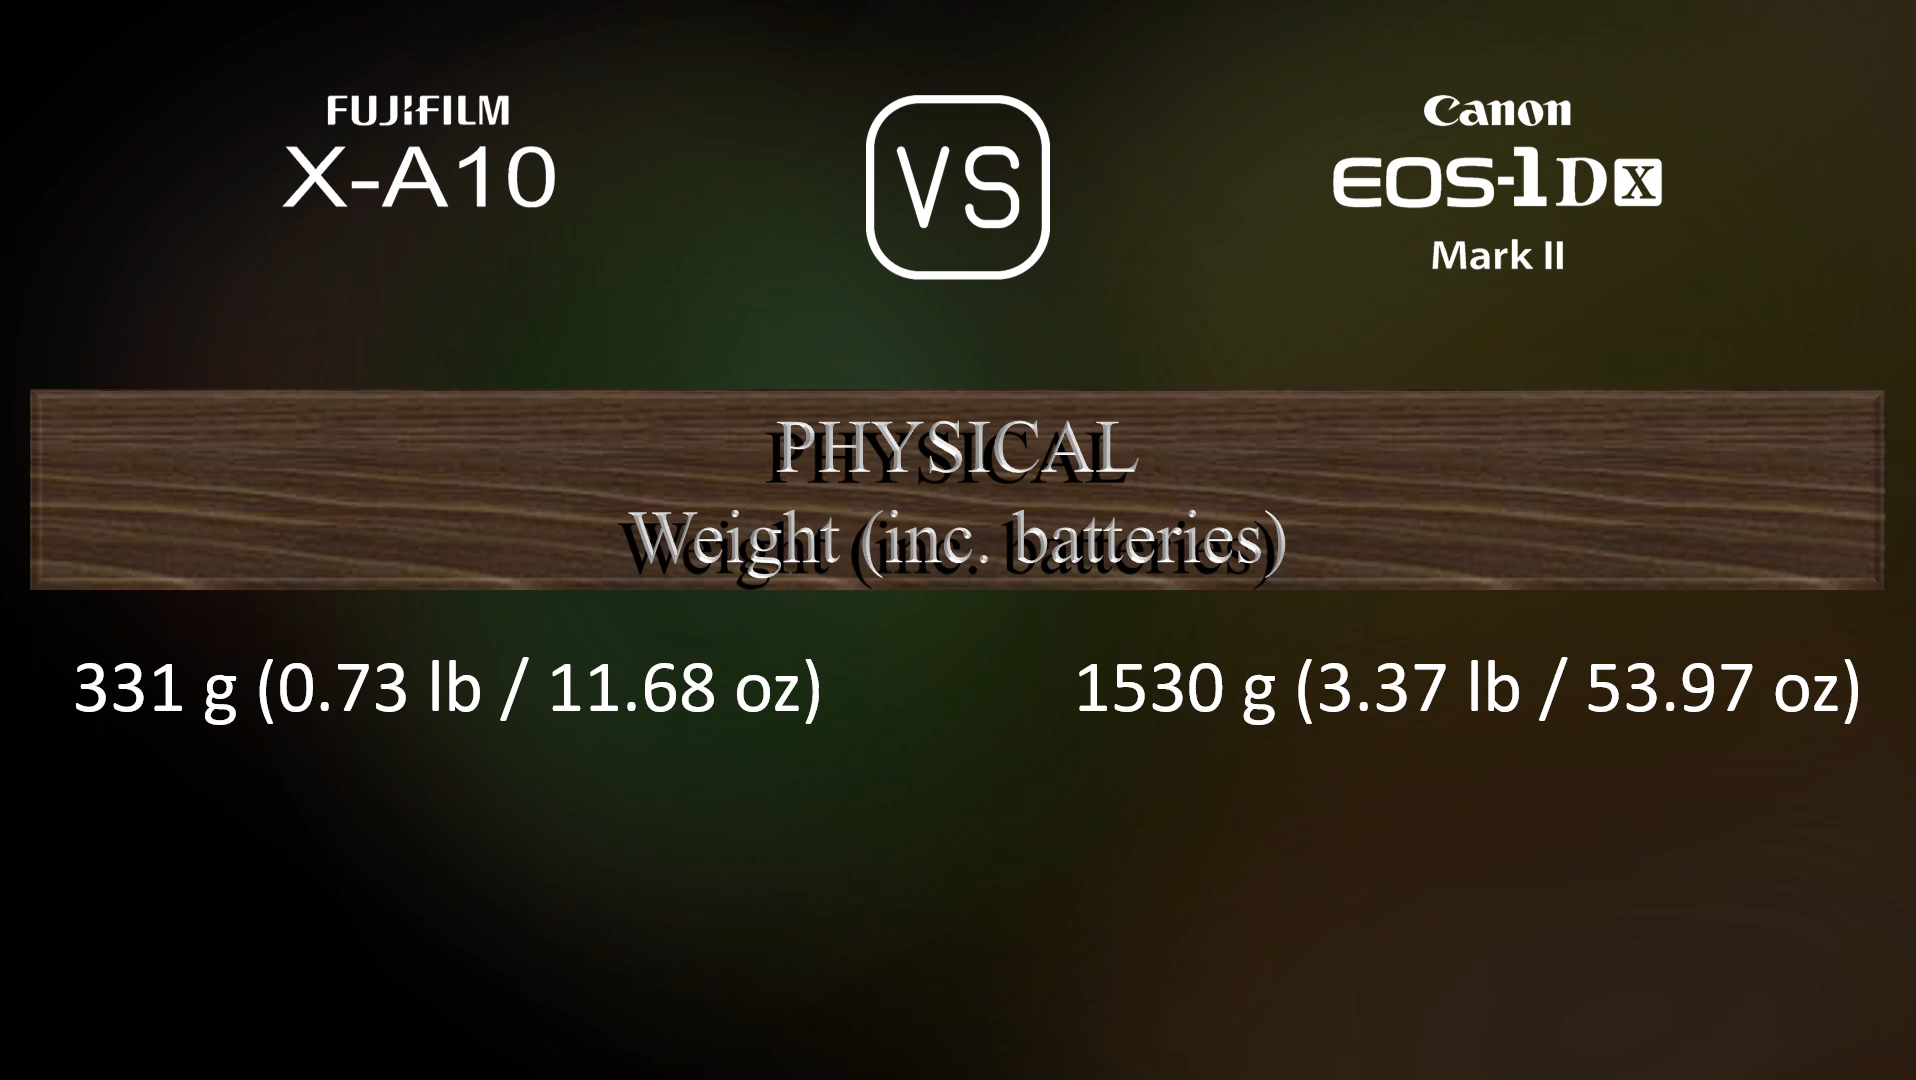 FUJIFILM
X-A10
VS
Canon
EOS-1DX
Mark II
PHYSICAL
Weight (inc. batteries)
331 g (0.73 lb / 11.68 oz)
1530 g (3.37 lb / 53.97 oz)